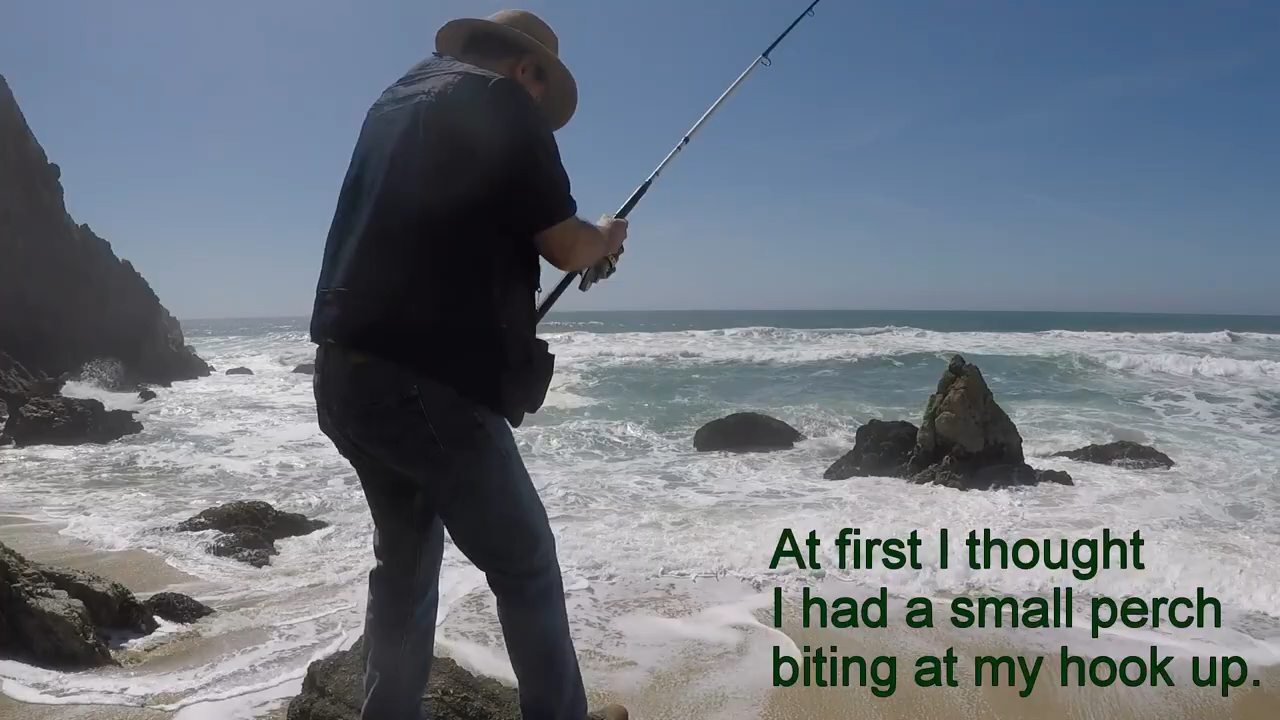 At first I thought
I had a small perch
biting at my hook up.